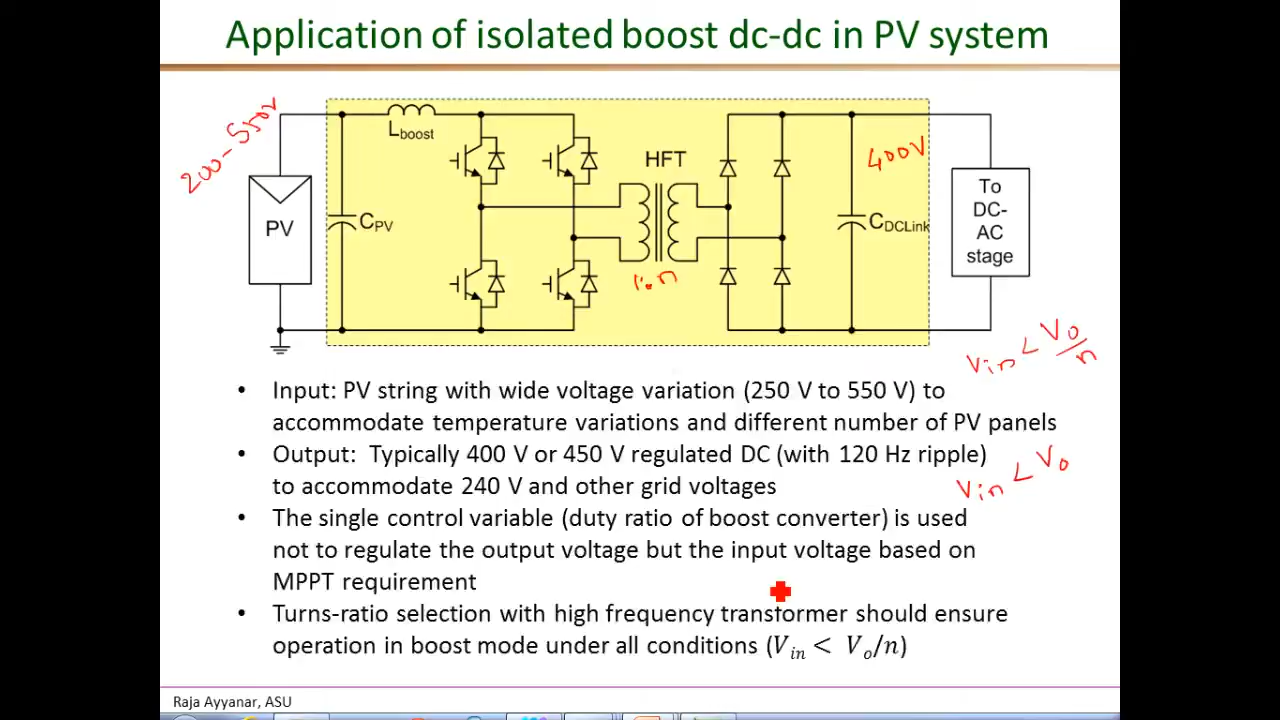 Application of isolated boost dc-dc in PV system
200-550V
L boost
HFT
400V
PV
C PV
C DCLink
To
DC-
AC
stage
1:n
Vin < Vo/n
• Input: PV string with wide voltage variation (250 V to 550 V) to
accommodate temperature variations and different number of PV panels
• Output: Typically 400 V or 450 V regulated DC (with 120 Hz ripple)
to accommodate 240 V and other grid voltages
Vin < Vo
• The single control variable (duty ratio of boost converter) is used
not to regulate the output voltage but the input voltage based on
MPPT requirement
• Turns-ratio selection with high frequency transformer should ensure
operation in boost mode under all conditions (Vin < Vo/n)
Raja Ayyanar, ASU